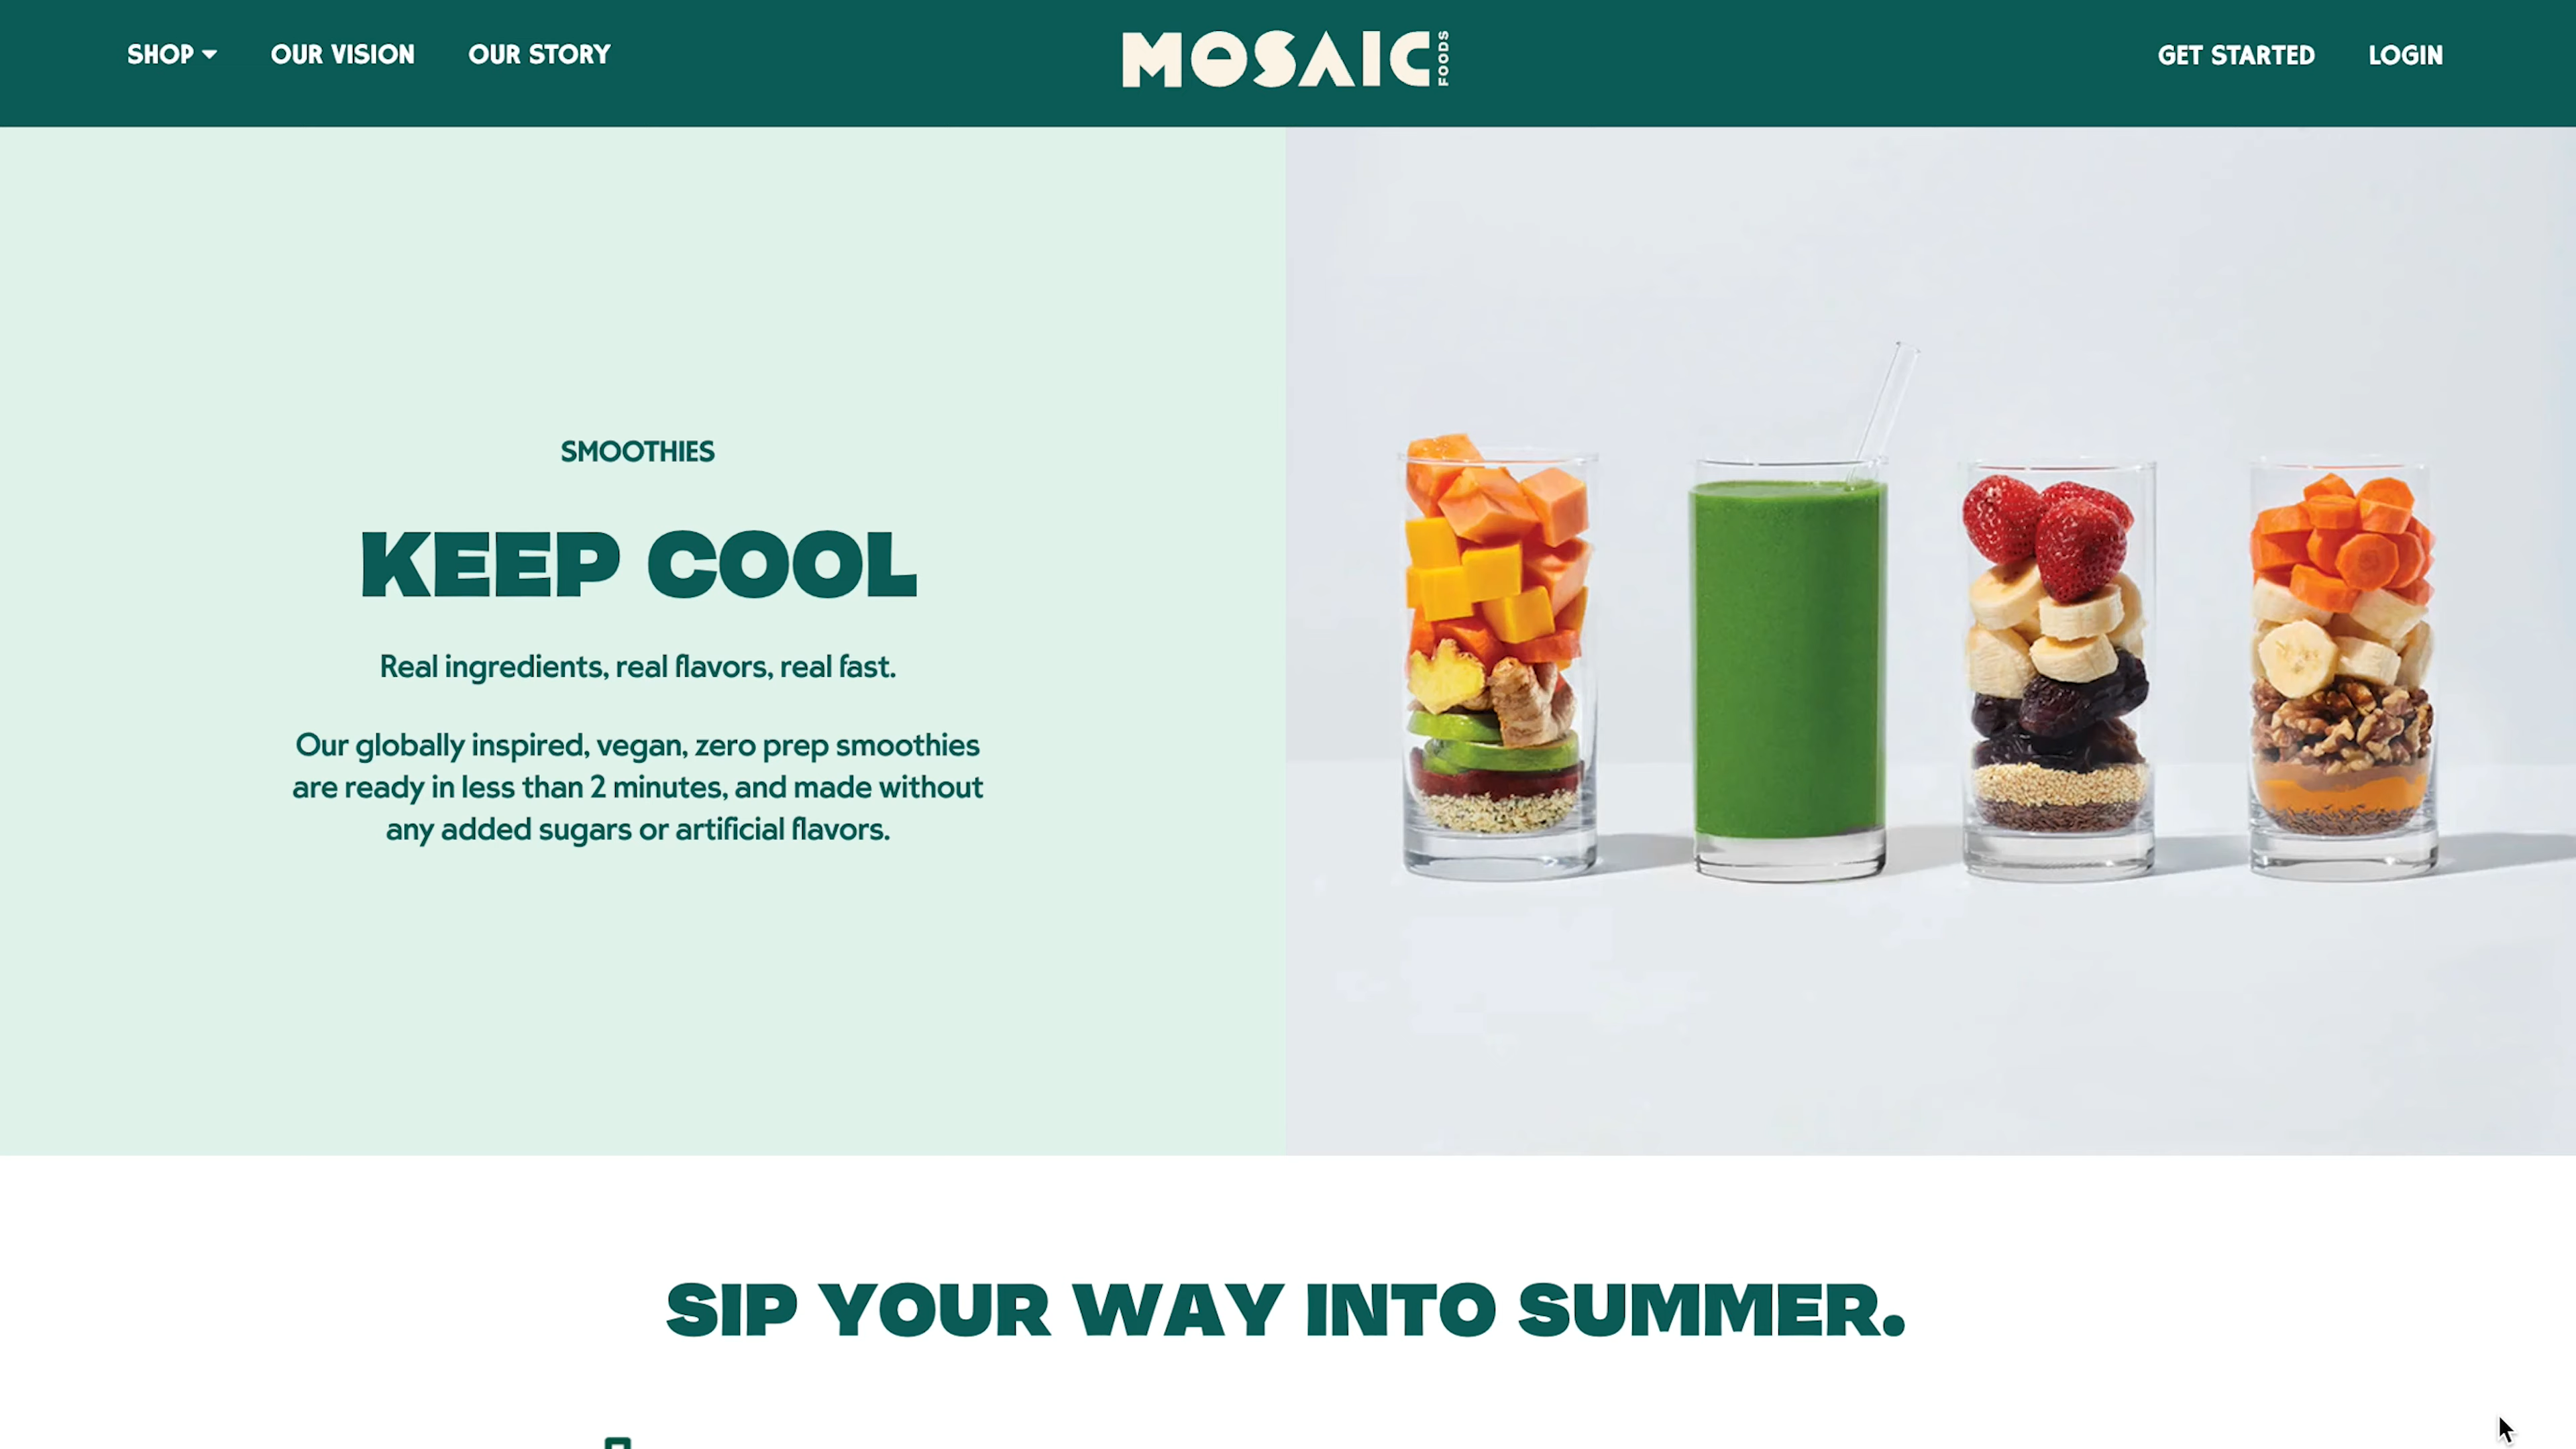 SHOP
OUR VISION
OUR STORY
MOSAIC
FOODS
GET STARTED
LOGIN
SMOOTHIES
KEEP COOL
Real ingredients, real flavors, real fast.
Our globally inspired, vegan, zero prep smoothies
are ready in less than 2 minutes, and made without
any added sugars or artificial flavors.
SIP YOUR WAY INTO SUMMER.